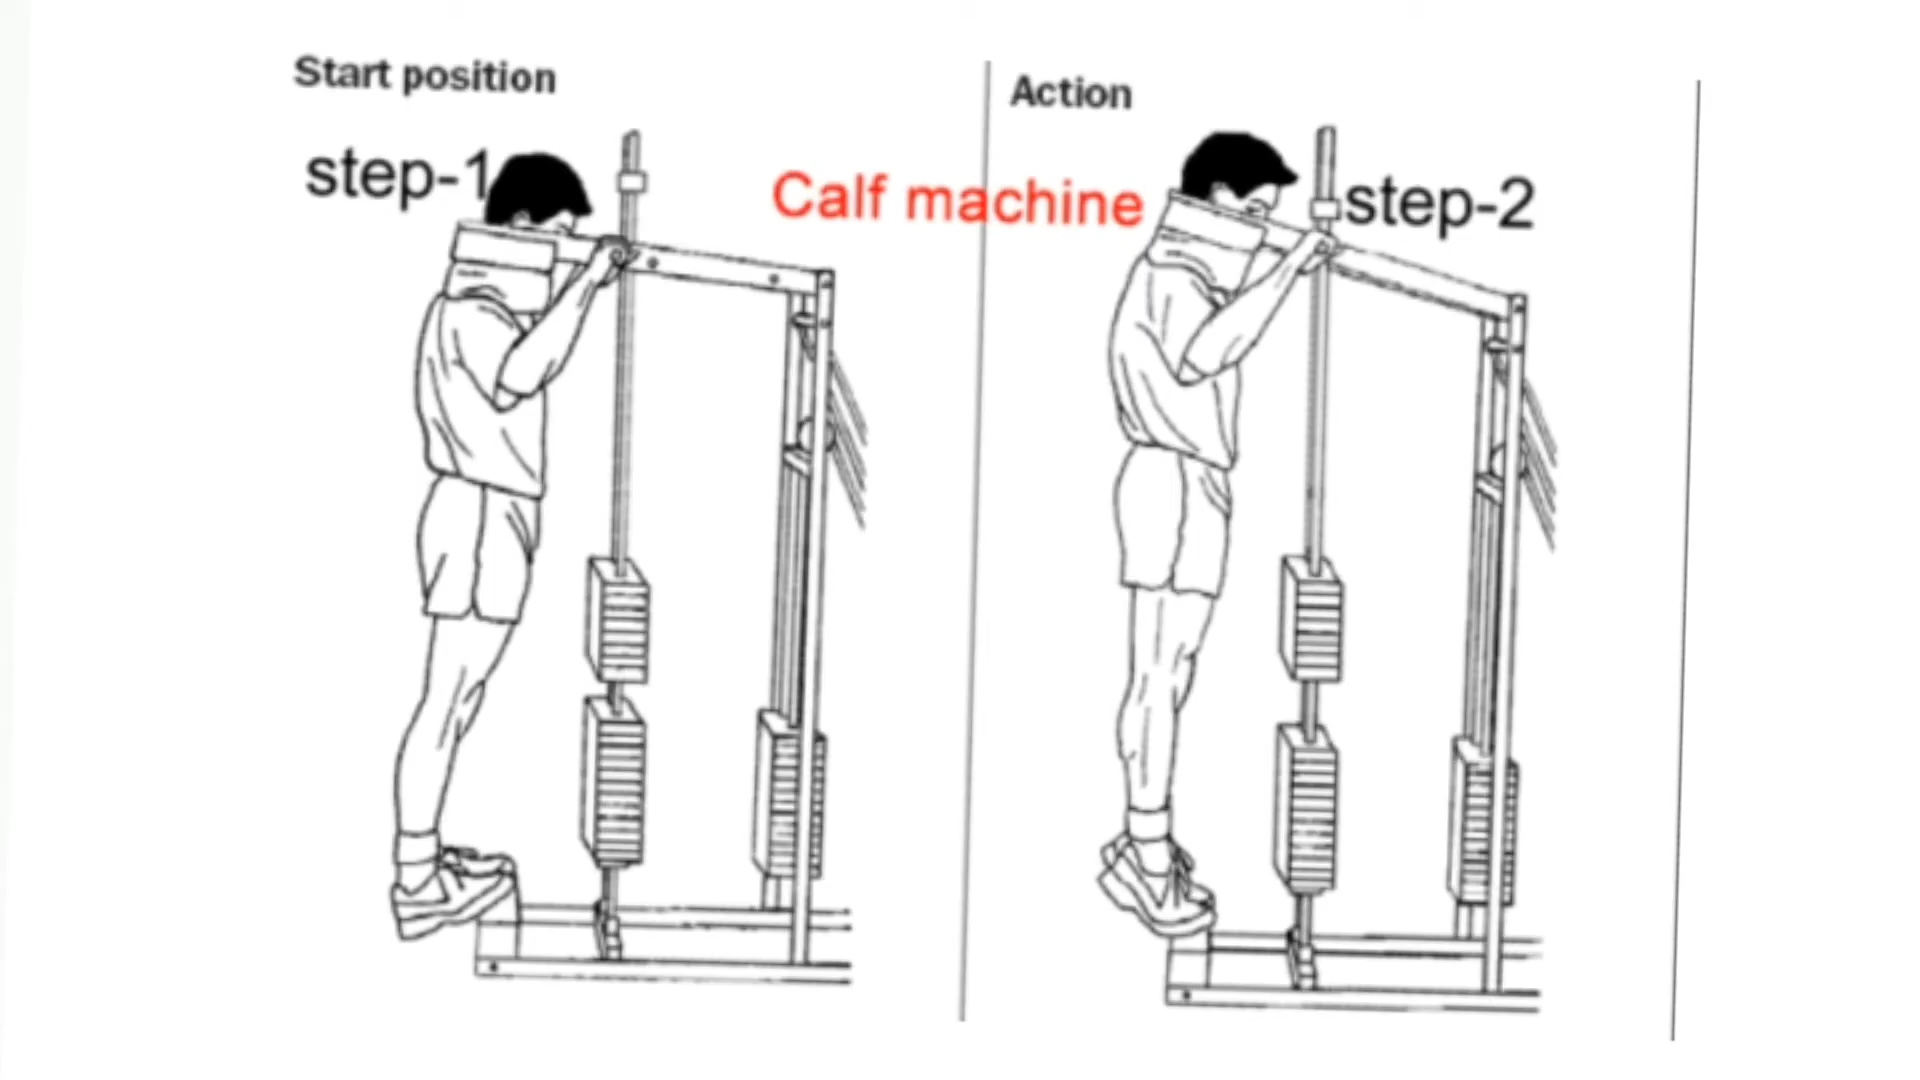 Start position
Action
step-1
Calf machine
step-2